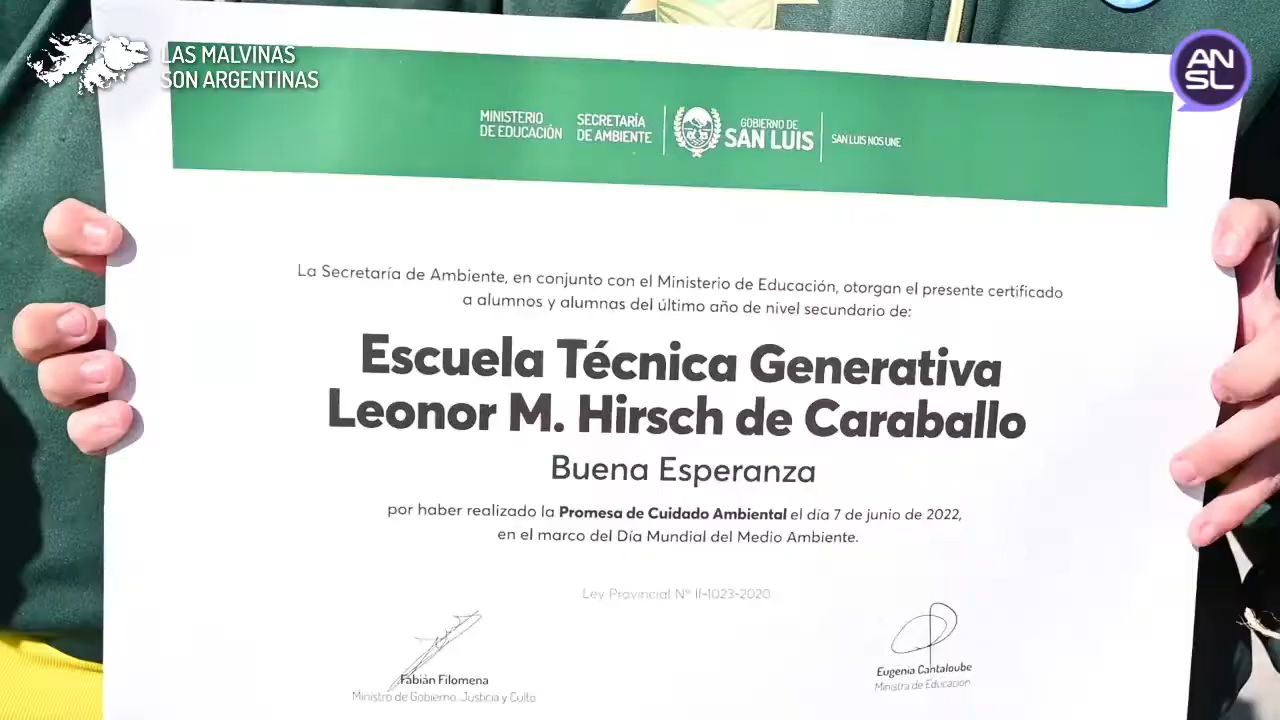 LAS MALVINAS
SON ARGENTINAS
AN
SL
MINISTERIO
DE EDUCACIÓN
SECRETARÍA
DE AMBIENTE
GOBIERNO DE
SAN LUIS
SAN LUIS NOS UNE
La Secretaría de Ambiente, en conjunto con el Ministerio de Educación, otorgan el presente certificado
a alumnos y alumnas del último año de nivel secundario de:
Escuela Técnica Generativa
Leonor M. Hirsch de Caraballo
Buena Esperanza
por haber realizado la Promesa de Cuidado Ambiental el día 7 de junio de 2022,
en el marco del Día Mundial del Medio Ambiente.
Ley Provincial Nº II-1023-2020
Fabián Filomena
Ministro de Gobierno, Justicia y Culto
Eugenia Cantaloube
Ministra de Educación